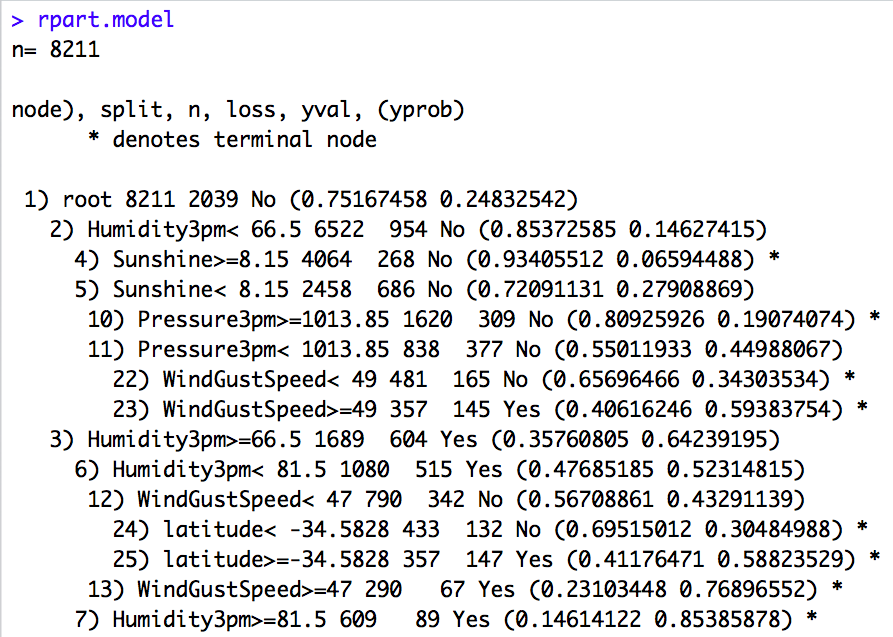 > rpart.model
n= 8211
node), split, n, loss, yval, (yprob)
* denotes terminal node
1) root 8211 2039 No (0.75167458 0.24832542)
2) Humidity3pm< 66.5 6522  954 No (0.85372585 0.14627415)
4) Sunshine>=8.15 4064  268 No (0.93405512 0.06594488) *
5) Sunshine< 8.15 2458  686 No (0.72091131 0.27908869)
10) Pressure3pm>=1013.85 1620  309 No (0.80925926 0.19074074) *
11) Pressure3pm< 1013.85 838  377 No (0.55011933 0.44988067)
22) WindGustSpeed< 49 481  165 No (0.65696466 0.34303534) *
23) WindGustSpeed>=49 357  145 Yes (0.40616246 0.59383754) *
3) Humidity3pm>=66.5 1689  604 Yes (0.35760805 0.64239195)
6) Humidity3pm< 81.5 1080  515 Yes (0.47685185 0.52314815)
12) WindGustSpeed< 47 790  342 No (0.56708861 0.43291139)
24) latitude< -34.5828 433  132 No (0.69515012 0.30484988) *
25) latitude>=-34.5828 357  147 Yes (0.41176471 0.58823529) *
13) WindGustSpeed>=47 290   67 Yes (0.23103448 0.76896552) *
7) Humidity3pm>=81.5 609   89 Yes (0.14614122 0.85385878) *